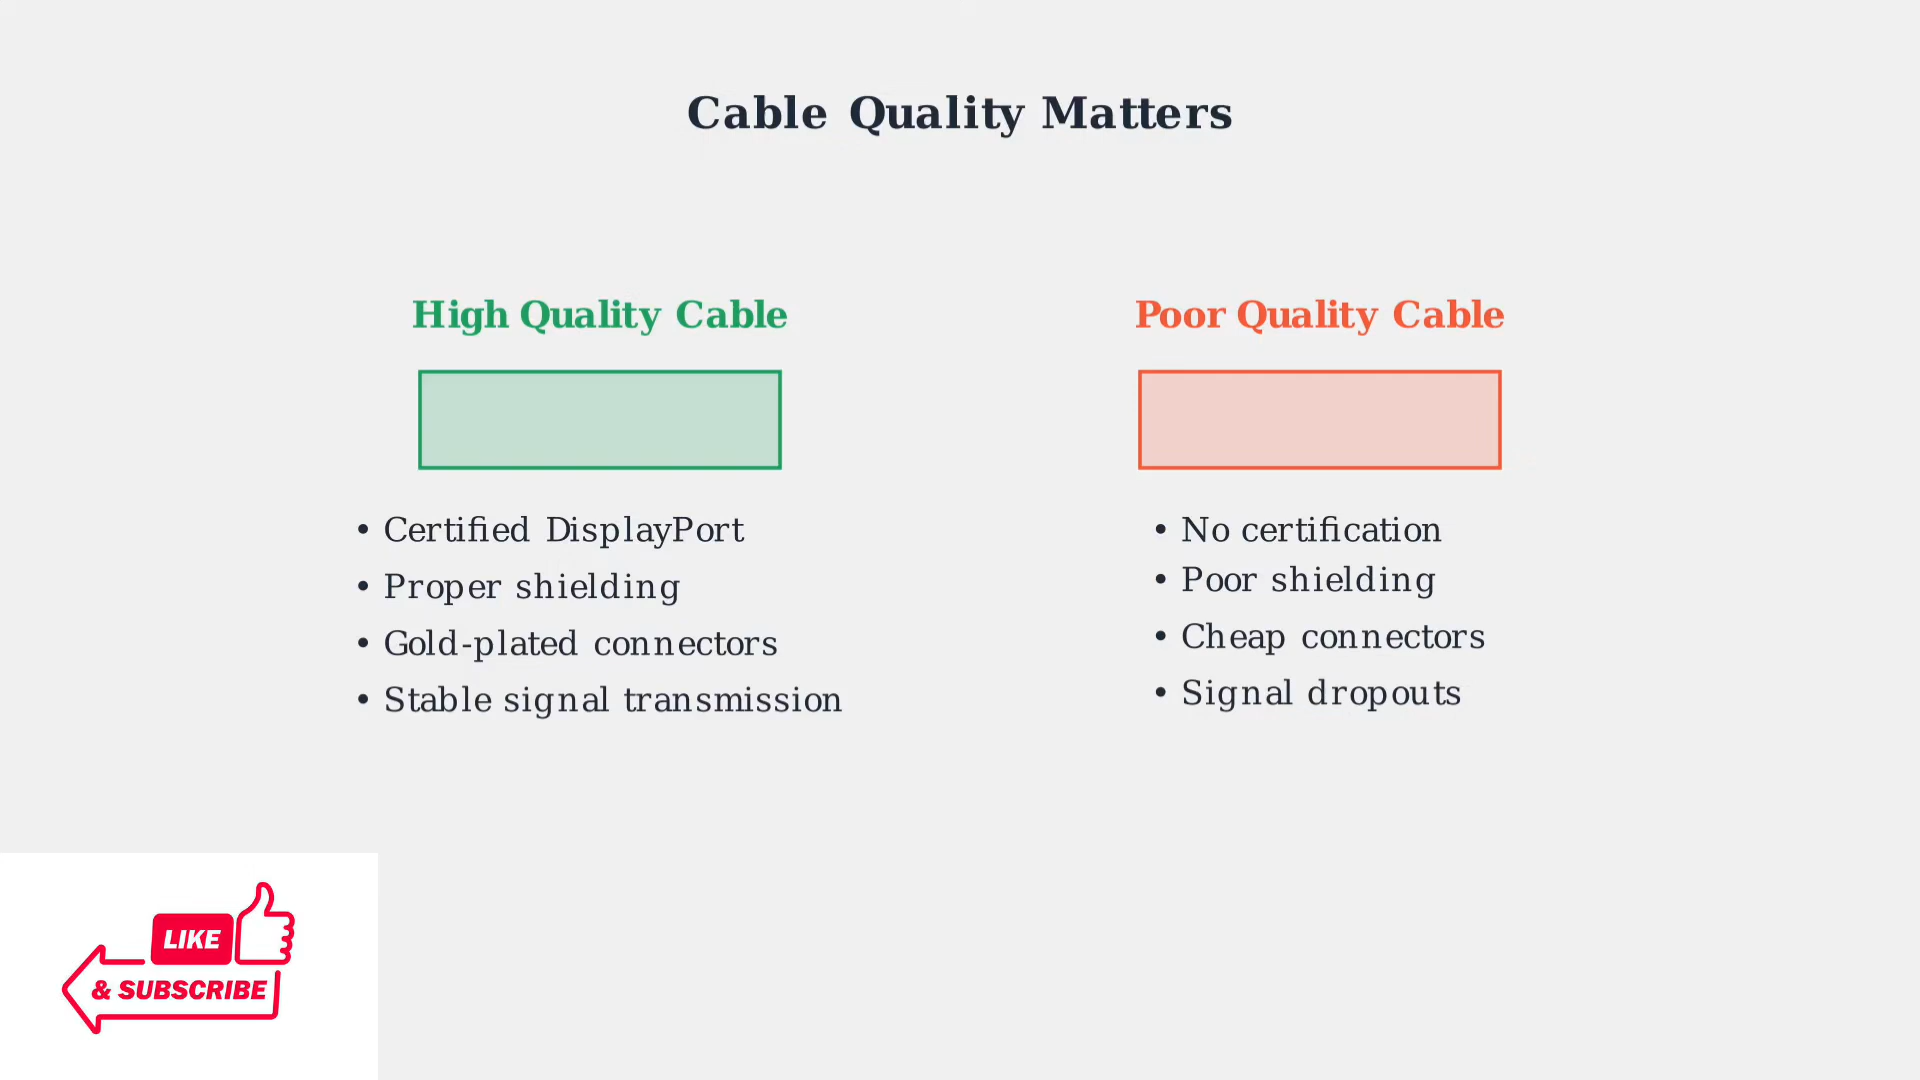 Cable Quality Matters
High Quality Cable
• Certified DisplayPort
• Proper shielding
• Gold-plated connectors
• Stable signal transmission
Poor Quality Cable
• No certification
• Poor shielding
• Cheap connectors
• Signal dropouts
LIKE
& SUBSCRIBE